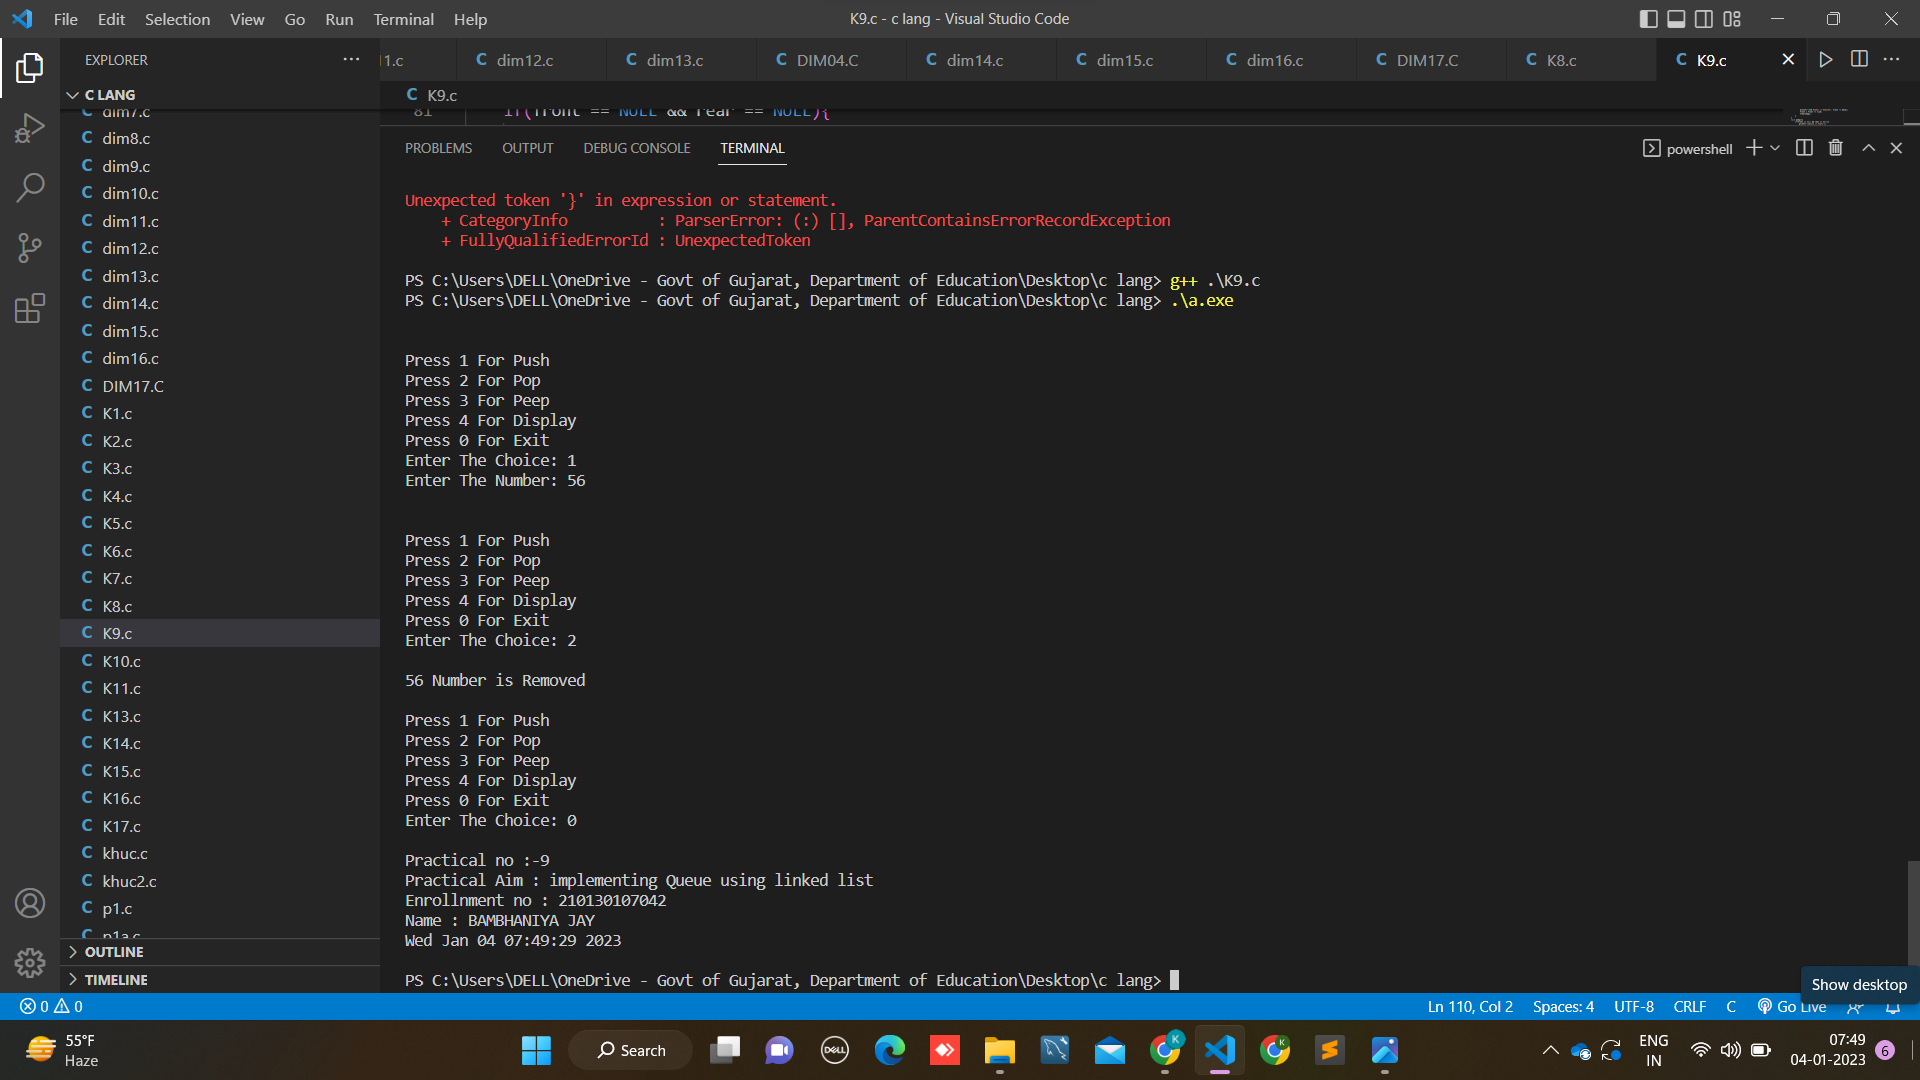 File Edit Selection View Go Run Terminal Help
K9.c - c lang - Visual Studio Code
EXPLORER
1.c
dim12.c
dim13.c
DIM04.C
dim14.c
dim15.c
dim16.c
DIM17.C
K8.c
K9.c
C LANG
K9.c
81 if(front == NULL && rear == NULL){
dim7.c
dim8.c
dim9.c
dim10.c
dim11.c
dim12.c
dim13.c
dim14.c
dim15.c
dim16.c
DIM17.C
K1.c
K2.c
K3.c
K4.c
K5.c
K6.c
K7.c
K8.c
K9.c
K10.c
K11.c
K13.c
K14.c
K15.c
K16.c
K17.c
khuc.c
khuc2.c
p1.c
p1a.c
OUTLINE
TIMELINE
PROBLEMS OUTPUT DEBUG CONSOLE TERMINAL
powershell
Unexpected token '}' in expression or statement.
+ CategoryInfo : ParserError: (:) [], ParentContainsErrorRecordException
+ FullyQualifiedErrorId : UnexpectedToken
PS C:\Users\DELL\OneDrive - Govt of Gujarat, Department of Education\Desktop\c lang> g++ .\K9.c
PS C:\Users\DELL\OneDrive - Govt of Gujarat, Department of Education\Desktop\c lang> .\a.exe
Press 1 For Push
Press 2 For Pop
Press 3 For Peep
Press 4 For Display
Press 0 For Exit
Enter The Choice: 1
Enter The Number: 56
Press 1 For Push
Press 2 For Pop
Press 3 For Peep
Press 4 For Display
Press 0 For Exit
Enter The Choice: 2
56 Number is Removed
Press 1 For Push
Press 2 For Pop
Press 3 For Peep
Press 4 For Display
Press 0 For Exit
Enter The Choice: 0
Practical no :-9
Practical Aim : implementing Queue using linked list
Enrollnment no : 210130107042
Name : BAMBHANIYA JAY
Wed Jan 04 07:49:29 2023
PS C:\Users\DELL\OneDrive - Govt of Gujarat, Department of Education\Desktop\c lang>
Show desktop
0 0
Ln 110, Col 2 Spaces: 4 UTF-8 CRLF C Go Live
55°F
Haze
Search
DELL
K
K
ENG
IN
07:49
04-01-2023
6